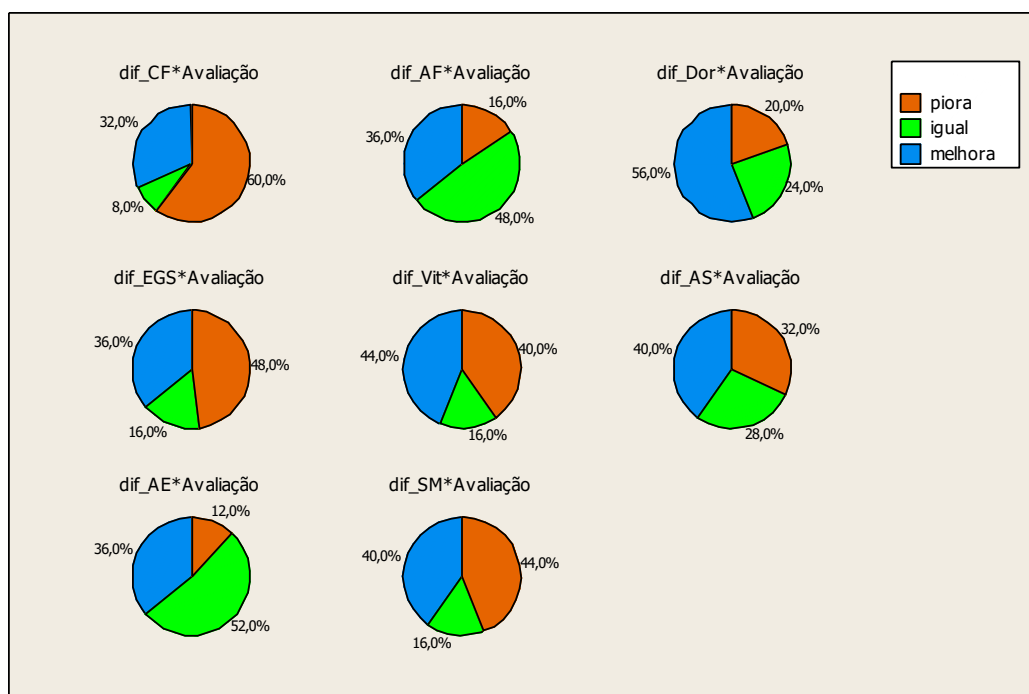 dif_CF*Avaliação
32,0%
8,0%
60,0%
dif_AF*Avaliação
16,0%
36,0%
48,0%
dif_Dor*Avaliação
20,0%
56,0%
24,0%
piora
igual
melhora
dif_EGS*Avaliação
36,0%
48,0%
16,0%
dif_Vit*Avaliação
44,0%
40,0%
16,0%
dif_AS*Avaliação
32,0%
40,0%
28,0%
dif_AE*Avaliação
12,0%
36,0%
52,0%
dif_SM*Avaliação
40,0%
44,0%
16,0%